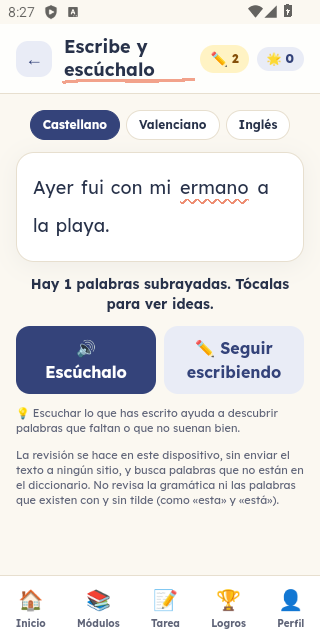 8:27
Escribe y
escúchalo
← ✏️ 2 🌟 0
Castellano Valenciano Inglés
Ayer fui con mi ermano a
la playa.
Hay 1 palabras subrayadas. Tócalas
para ver ideas.
🔊
Escúchalo
✏️ Seguir
escribiendo
💡 Escuchar lo que has escrito ayuda a descubrir
palabras que faltan o que no suenan bien.
La revisión se hace en este dispositivo, sin enviar el
texto a ningún sitio, y busca palabras que no están en
el diccionario. No revisa la gramática ni las palabras
que existen con y sin tilde (como «esta» y «está»).
Inicio Módulos Tarea Logros Perfil